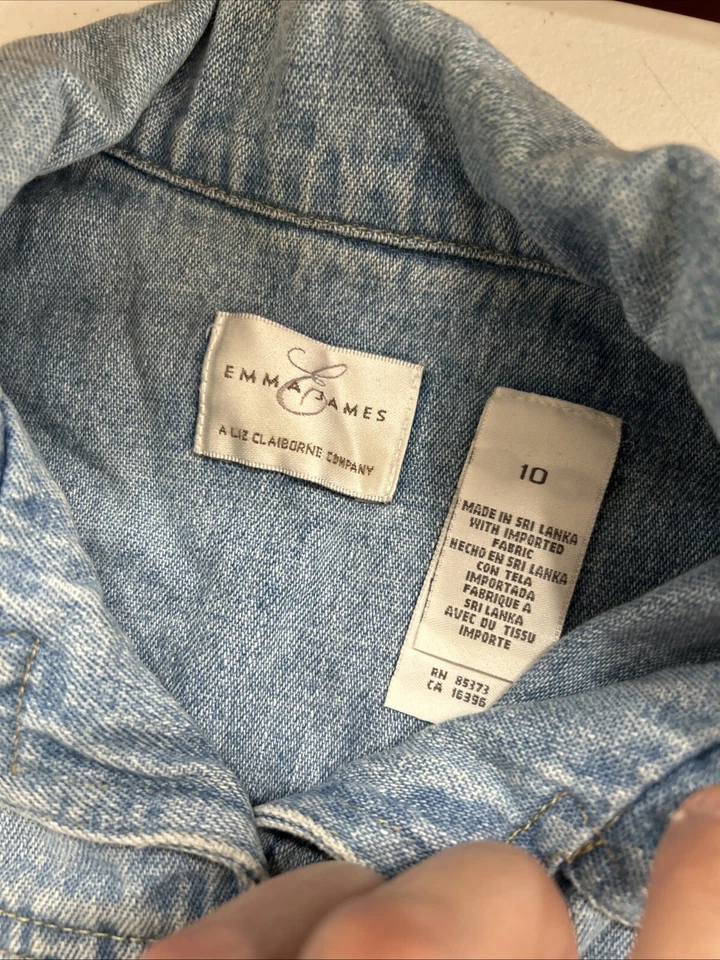 E
EMMA JAMES
A LIZ CLAIBORNE COMPANY
10
MADE IN SRI LANKA
WITH IMPORTED
FABRIC
HECHO EN SRI LANKA
CON TELA
IMPORTADA
FABRIQUE A
SRI LANKA
AVEC DU TISSU
IMPORTE
RN 85373
CA 16396